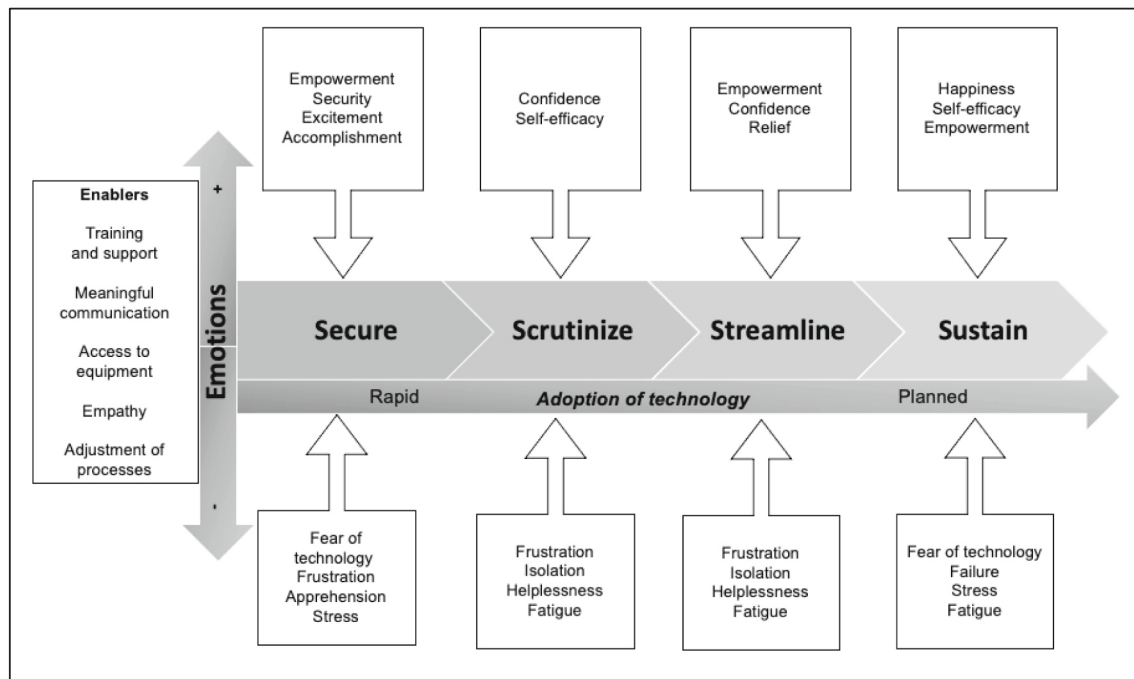 Empowerment
Security
Excitement
Accomplishment
Confidence
Self-efficacy
Empowerment
Confidence
Relief
Happiness
Self-efficacy
Empowerment
Enablers
Training
and support
Meaningful
communication
Access to
equipment
Empathy
Adjustment of
processes
+
Emotions
-
Secure
Scrutinize
Streamline
Sustain
Rapid
Adoption of technology
Planned
Fear of
technology
Frustration
Apprehension
Stress
Frustration
Isolation
Helplessness
Fatigue
Frustration
Isolation
Helplessness
Fatigue
Fear of technology
Failure
Stress
Fatigue